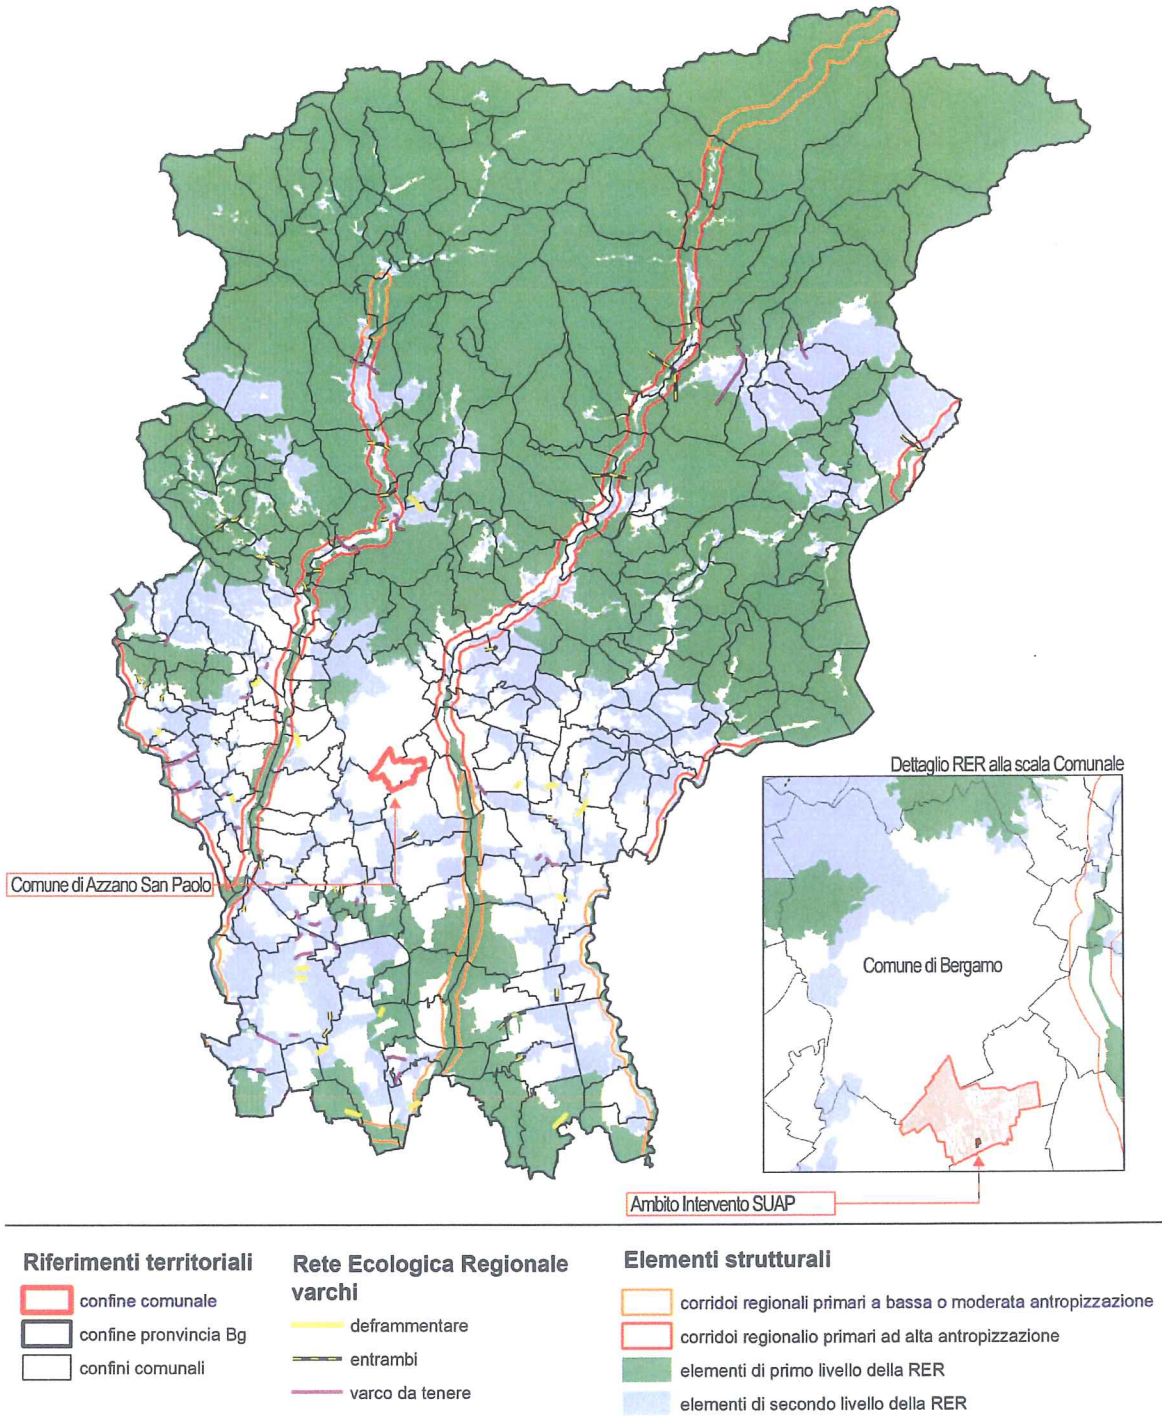 Dettaglio RER alla scala Comunale
Comune di Azzano San Paolo
Comune di Bergamo
Ambito Intervento SUAP
Riferimenti territoriali
confine comunale
confine pronvincia Bg
confini comunali
Rete Ecologica Regionale
varchi
deframmentare
entrambi
varco da tenere
Elementi strutturali
corridoi regionali primari a bassa o moderata antropizzazione
corridoi regionalio primari ad alta antropizzazione
elementi di primo livello della RER
elementi di secondo livello della RER